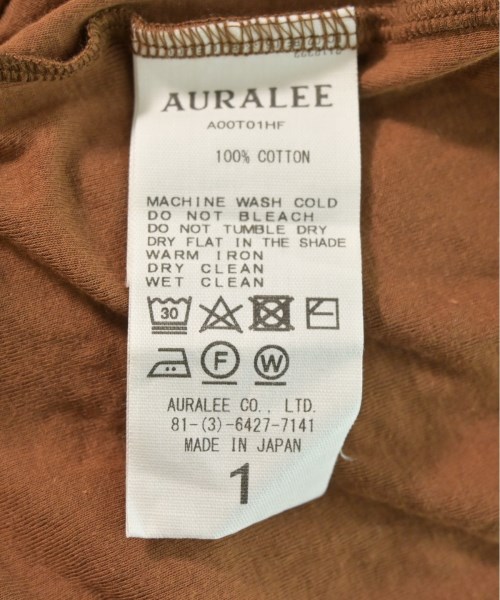 AURALEE
A00T01HF
100% COTTON
MACHINE WASH COLD
DO NOT BLEACH
DO NOT TUMBLE DRY
DRY FLAT IN THE SHADE
WARM IRON
DRY CLEAN
WET CLEAN
30
F W
AURALEE CO., LTD.
81-(3)-6427-7141
MADE IN JAPAN
1